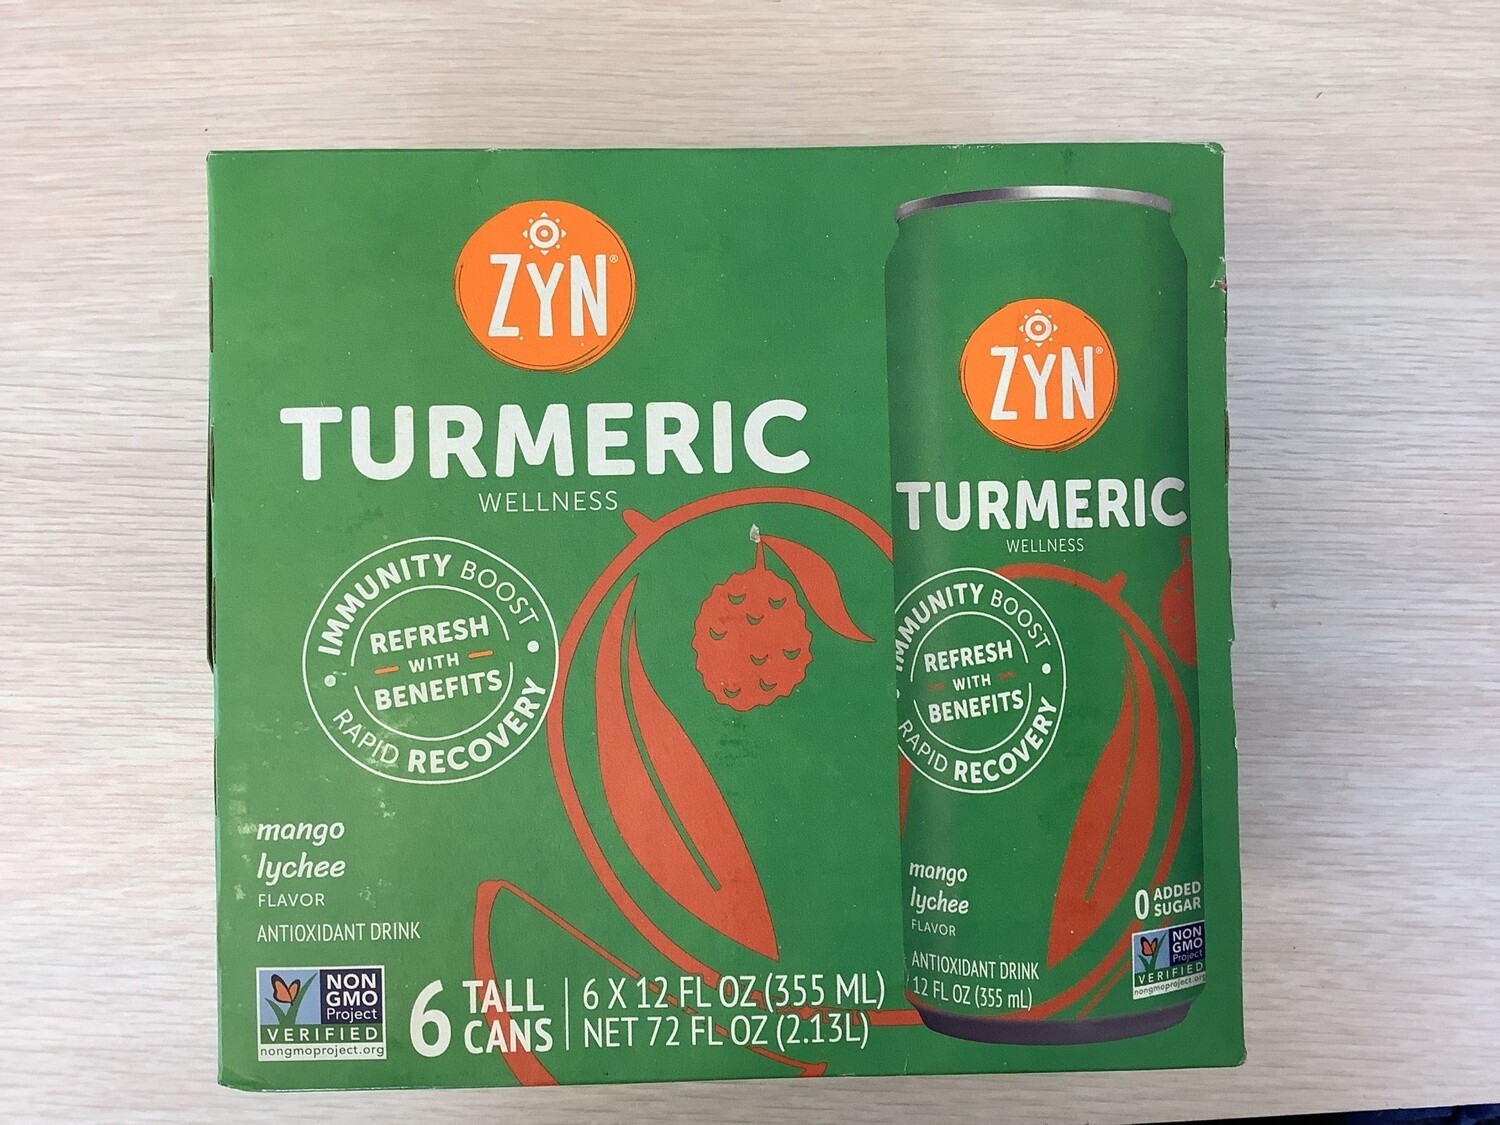 ZYN®
TURMERIC
WELLNESS
IMMUNITY BOOST
REFRESH
WITH
BENEFITS
RAPID RECOVERY
mango
lychee
FLAVOR
ANTIOXIDANT DRINK
NON
GMO
Project
VERIFIED
nongmoproject.org
6 TALL
CANS
6 X 12 FL OZ (355 ML)
NET 72 FL OZ (2.13L)
ZYN®
TURMERIC
WELLNESS
IMMUNITY BOOST
REFRESH
WITH
BENEFITS
RAPID RECOVERY
mango
lychee
FLAVOR
ANTIOXIDANT DRINK
12 FL OZ (355 mL)
0 ADDED
SUGAR
NON
GMO
Project
VERIFIED
nongmoproject.org